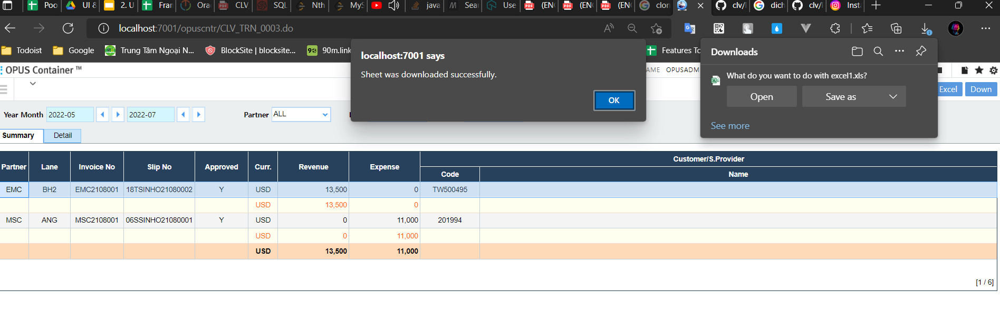 Poo
UI &
2. U
Fran
Ora
CLV
SQL
Nth
MyS
java
M
Sear
Use
(EN
(EN
(EN
clon
clv/l
dich
clv/l
Inst
localhost:7001/opuscntr/CLV_TRN_0003.do
Todoist
Google
Trung Tâm Ngoại N...
BlockSite | blocksite...
90m.link
Features To
localhost:7001 says
Sheet was downloaded successfully.
OK
Downloads
What do you want to do with excel1.xls?
Open
Save as
See more
OPUS Container ™
AME OPUSADM
Excel
Down
Year Month 2022-05 2022-07 Partner ALL
Summary Detail
Partner Lane Invoice No Slip No Approved Curr. Revenue Expense Customer/S.Provider
Code Name
EMC BH2 EMC2108001 18TSINHO21080002 Y USD 13,500 0 TW500495
USD 13,500 0
MSC ANG MSC2108001 06SSINHO21080001 Y USD 0 11,000 201994
USD 0 11,000
USD 13,500 11,000
[1 / 6]